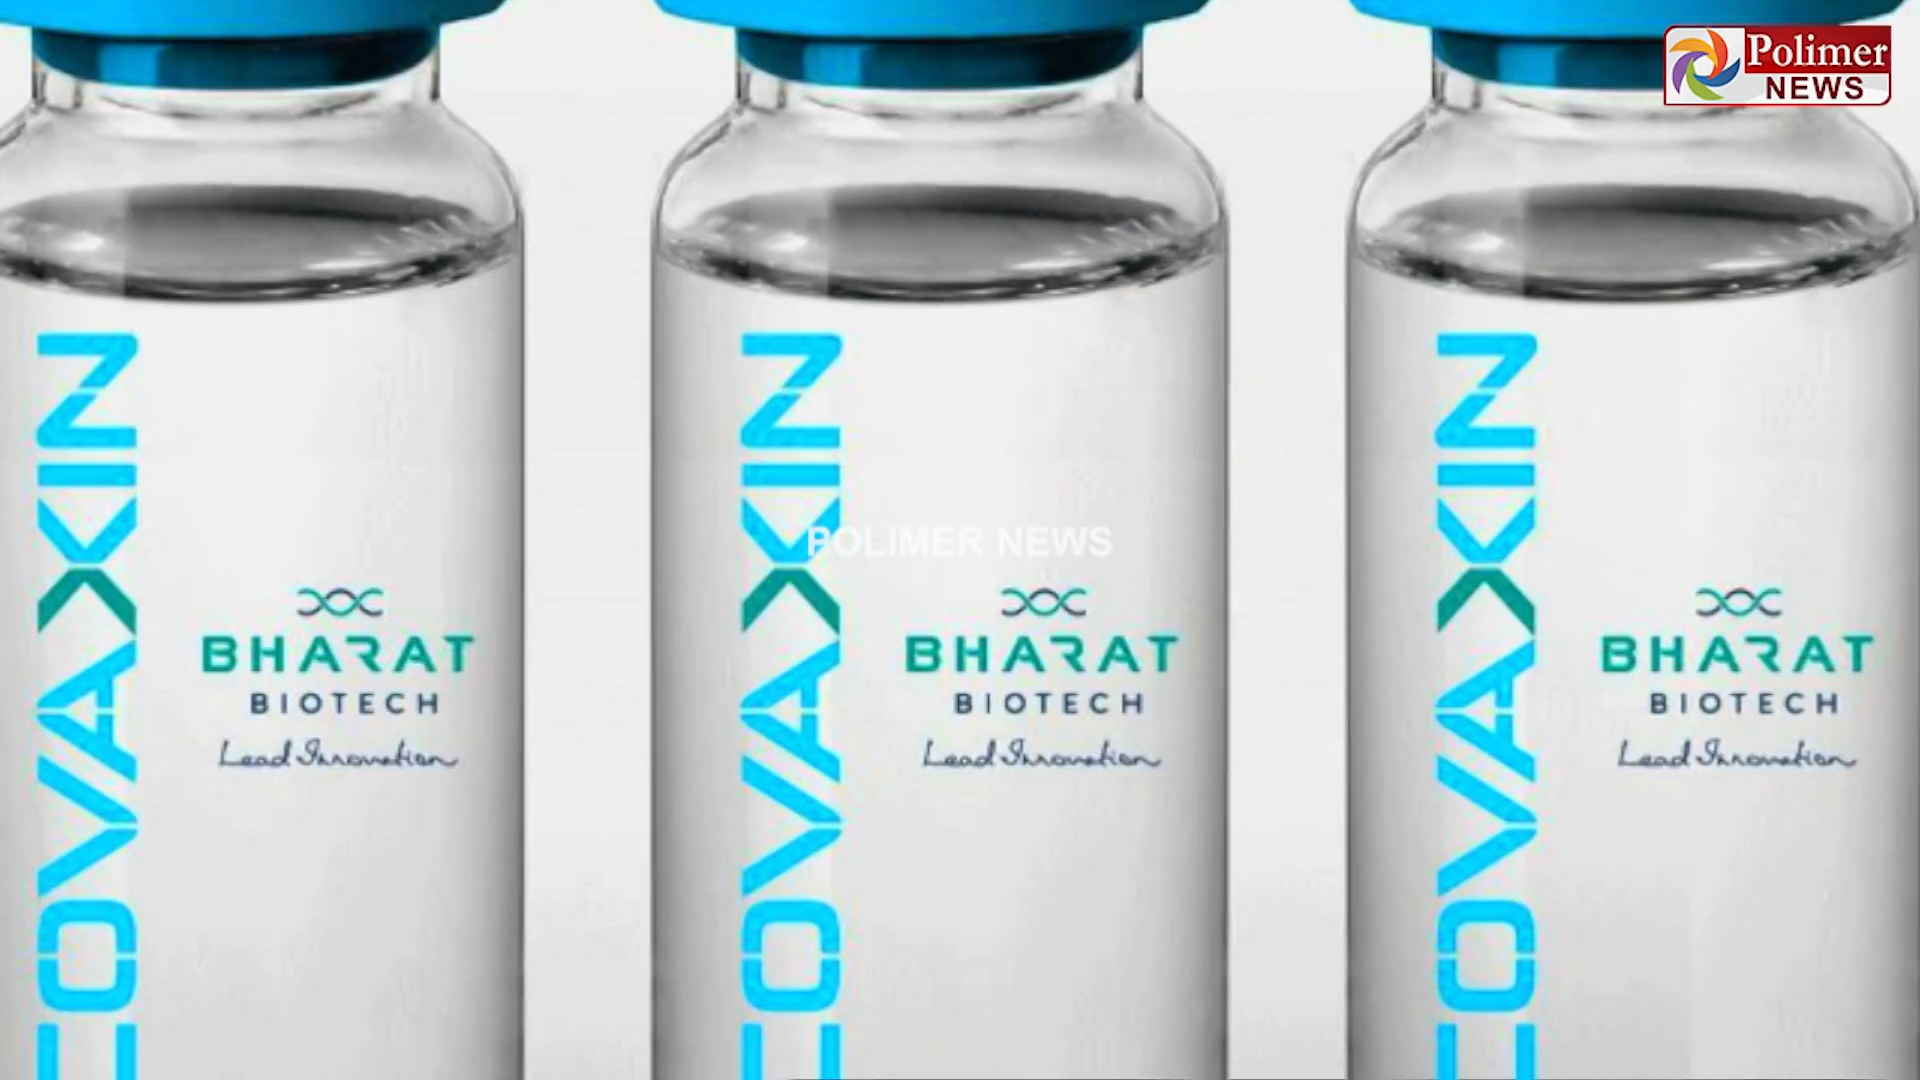 Polimer
NEWS
COVAXIN
BHARAT
BIOTECH
Lead Innovation
COVAXIN
BHARAT
BIOTECH
Lead Innovation
COVAXIN
BHARAT
BIOTECH
Lead Innovation
POLIMER NEWS